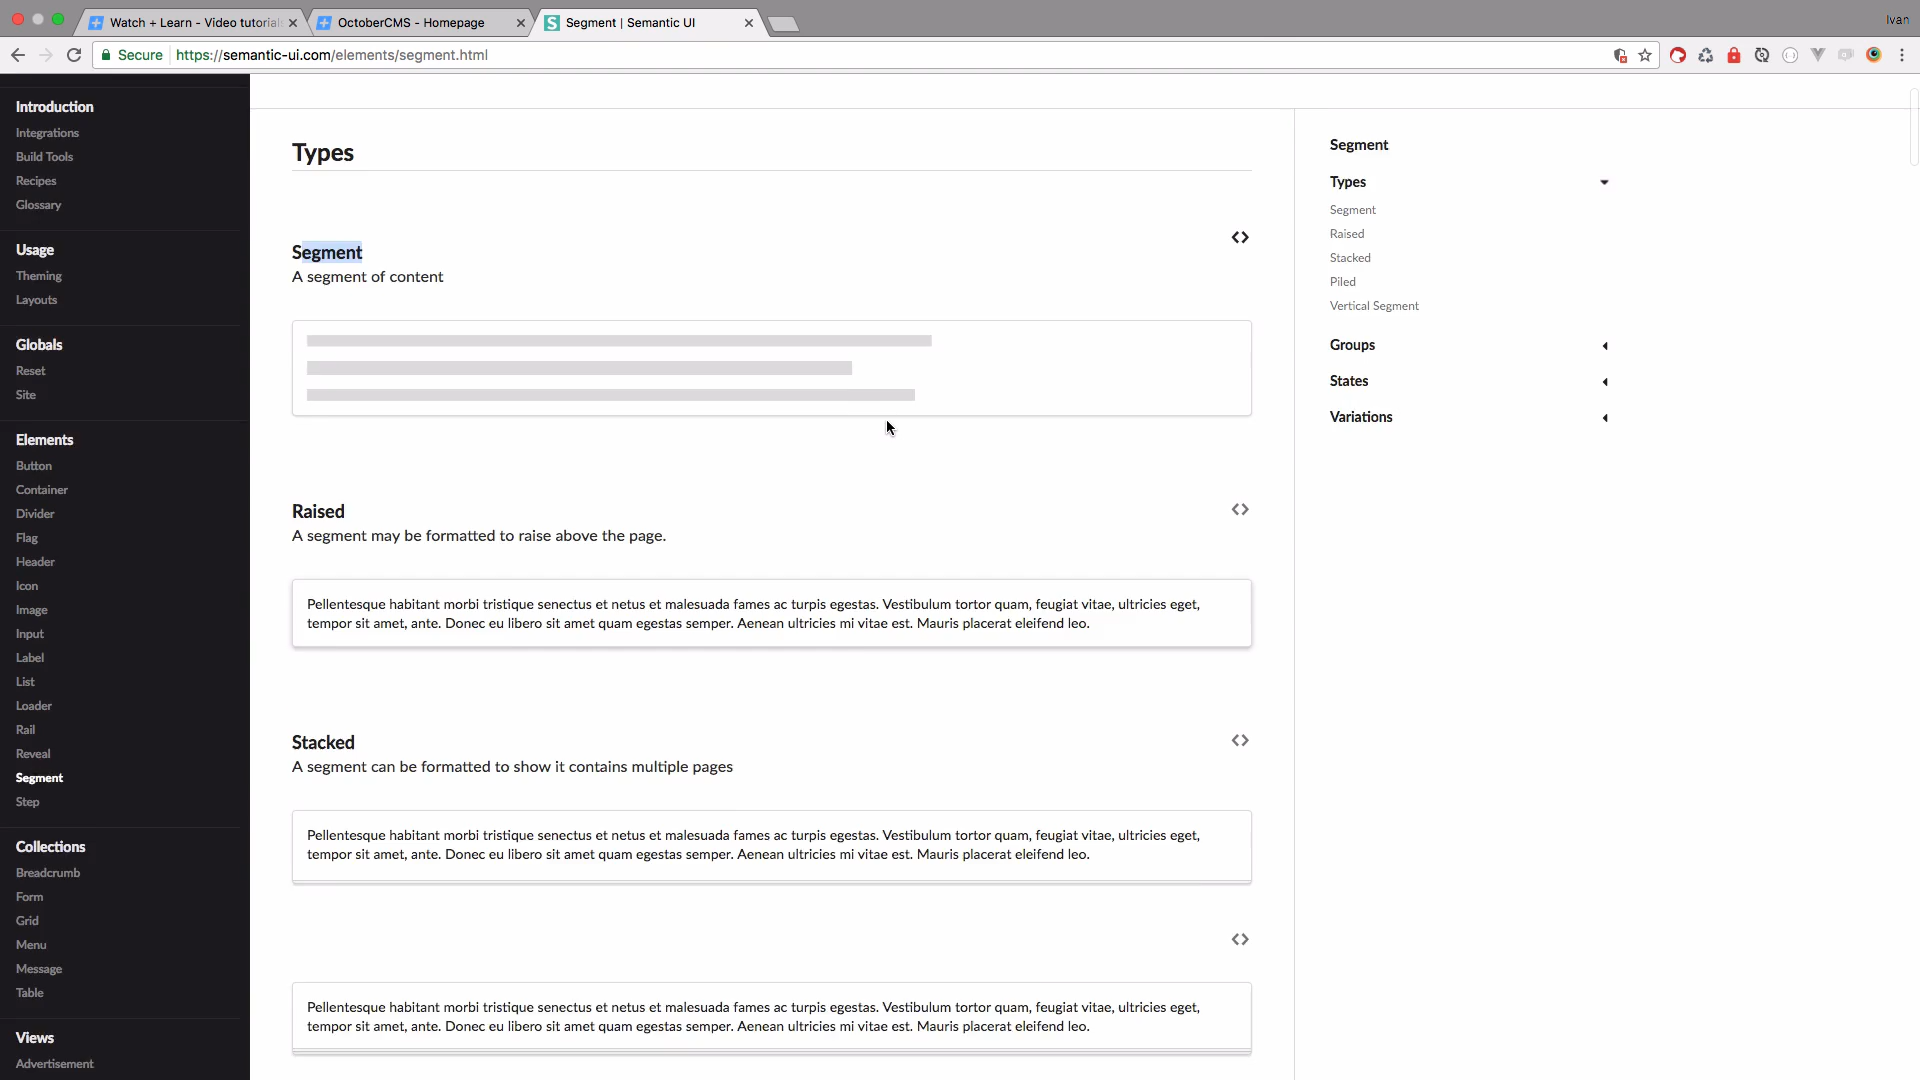 Watch + Learn - Video tutorials
OctoberCMS - Homepage
Segment | Semantic UI
Ivan
Secure
https://semantic-ui.com/elements/segment.html
Introduction
Integrations
Build Tools
Recipes
Glossary
Usage
Theming
Layouts
Globals
Reset
Site
Elements
Button
Container
Divider
Flag
Header
Icon
Image
Input
Label
List
Loader
Rail
Reveal
Segment
Step
Collections
Breadcrumb
Form
Grid
Menu
Message
Table
Views
Advertisement
Types
Segment
A segment of content
Raised
A segment may be formatted to raise above the page.
Pellentesque habitant morbi tristique senectus et netus et malesuada fames ac turpis egestas. Vestibulum tortor quam, feugiat vitae, ultricies eget,
tempor sit amet, ante. Donec eu libero sit amet quam egestas semper. Aenean ultricies mi vitae est. Mauris placerat eleifend leo.
Stacked
A segment can be formatted to show it contains multiple pages
Pellentesque habitant morbi tristique senectus et netus et malesuada fames ac turpis egestas. Vestibulum tortor quam, feugiat vitae, ultricies eget,
tempor sit amet, ante. Donec eu libero sit amet quam egestas semper. Aenean ultricies mi vitae est. Mauris placerat eleifend leo.
Pellentesque habitant morbi tristique senectus et netus et malesuada fames ac turpis egestas. Vestibulum tortor quam, feugiat vitae, ultricies eget,
tempor sit amet, ante. Donec eu libero sit amet quam egestas semper. Aenean ultricies mi vitae est. Mauris placerat eleifend leo.
Segment
Types
Segment
Raised
Stacked
Piled
Vertical Segment
Groups
States
Variations